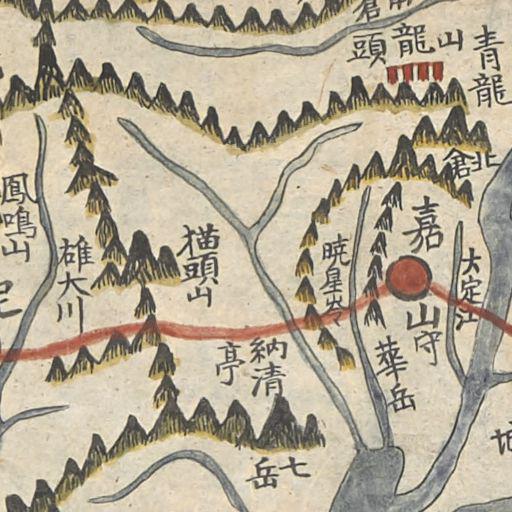 青龍
山
龍
頭
倉
北倉
嘉
山守
大定江
暁星岺
華岳
猫頭山
納清
亭
七岳
雄大川
鳳鳴山